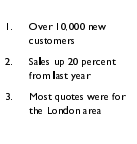 1. Over 10,000 new
customers
2. Sales up 20 percent
from last year
3. Most quotes were for
the London area